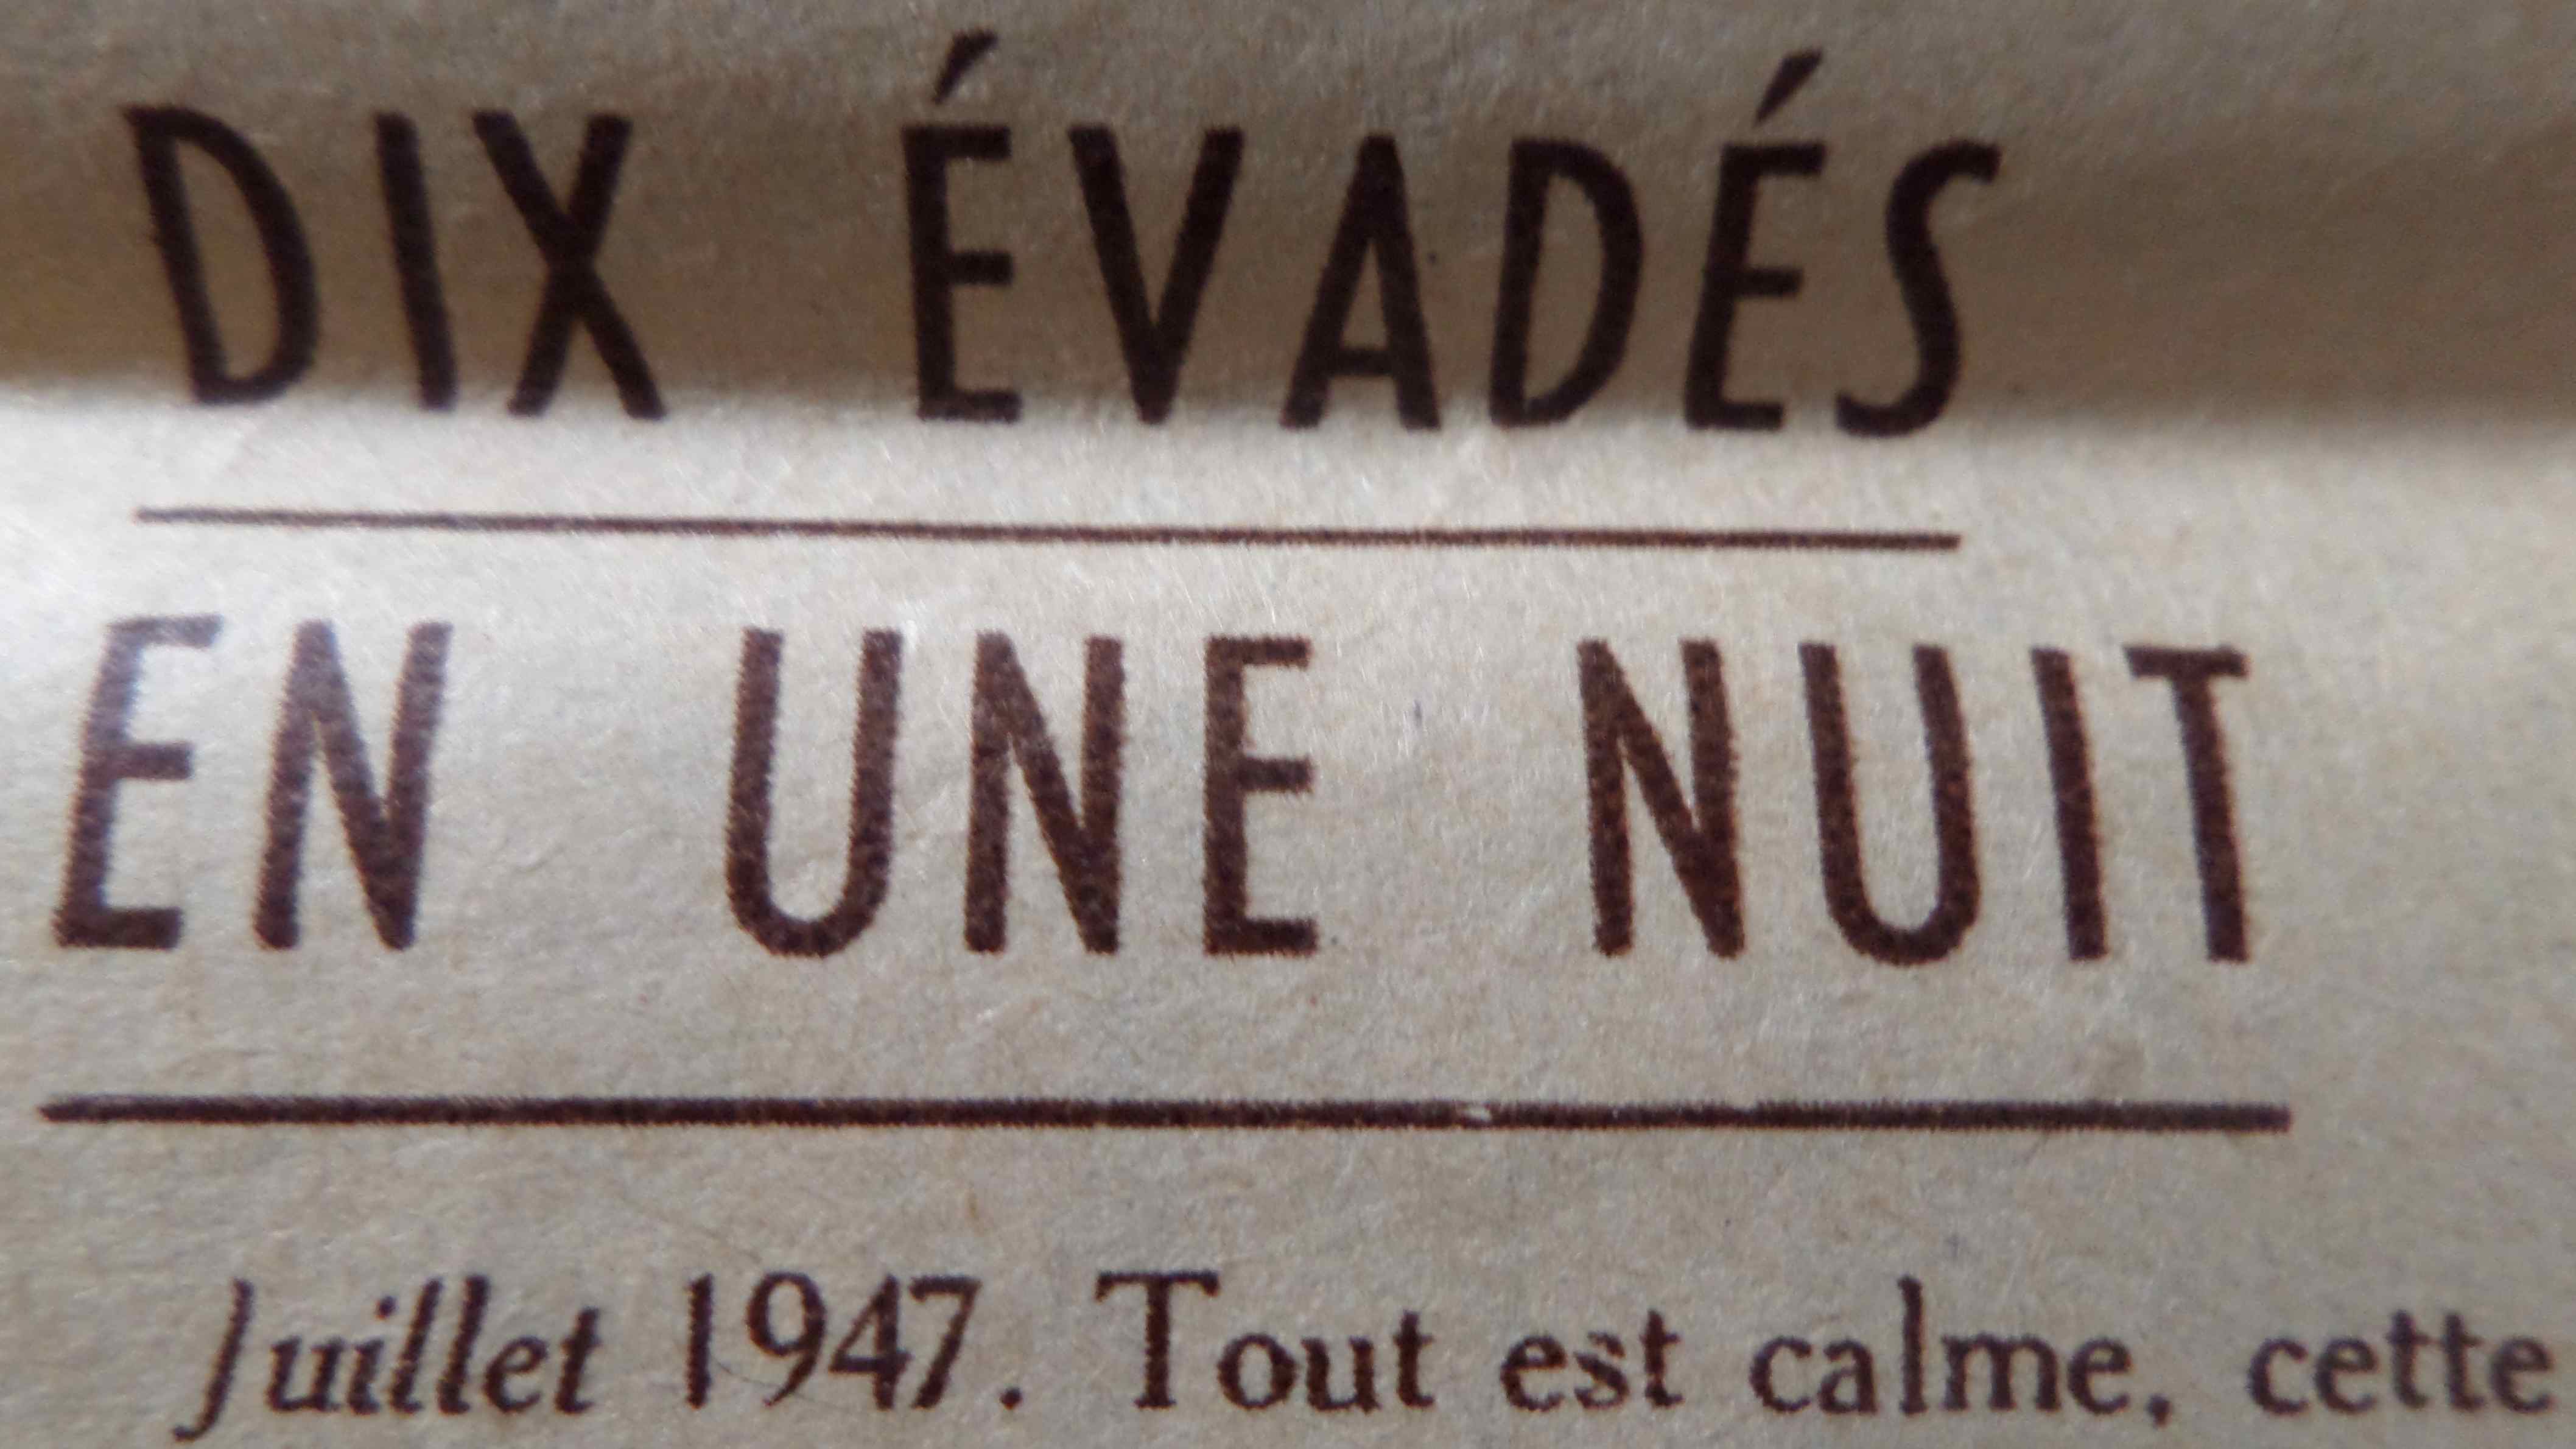 DIX ÉVADÉS
EN UNE NUIT
Juillet 1947. Tout est calme, cette